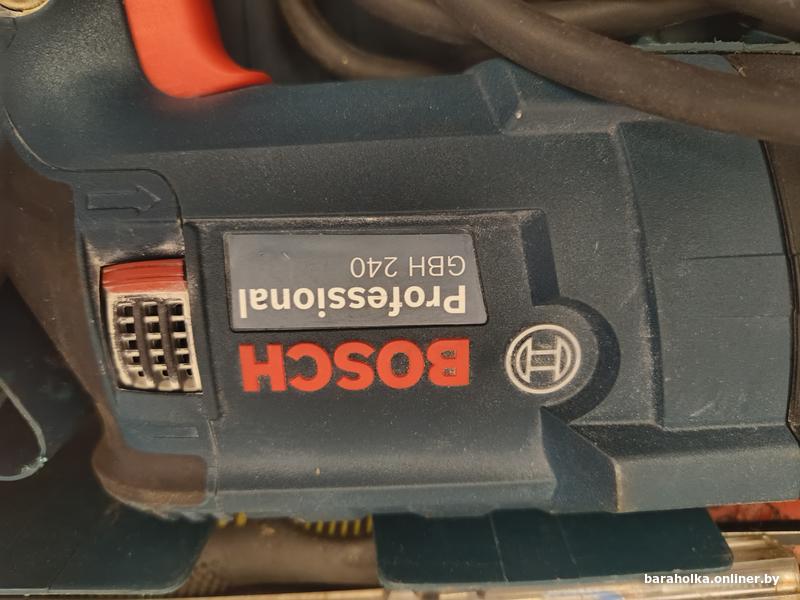 BOSCH
Professional
GBH 240
baraholka.onliner.by